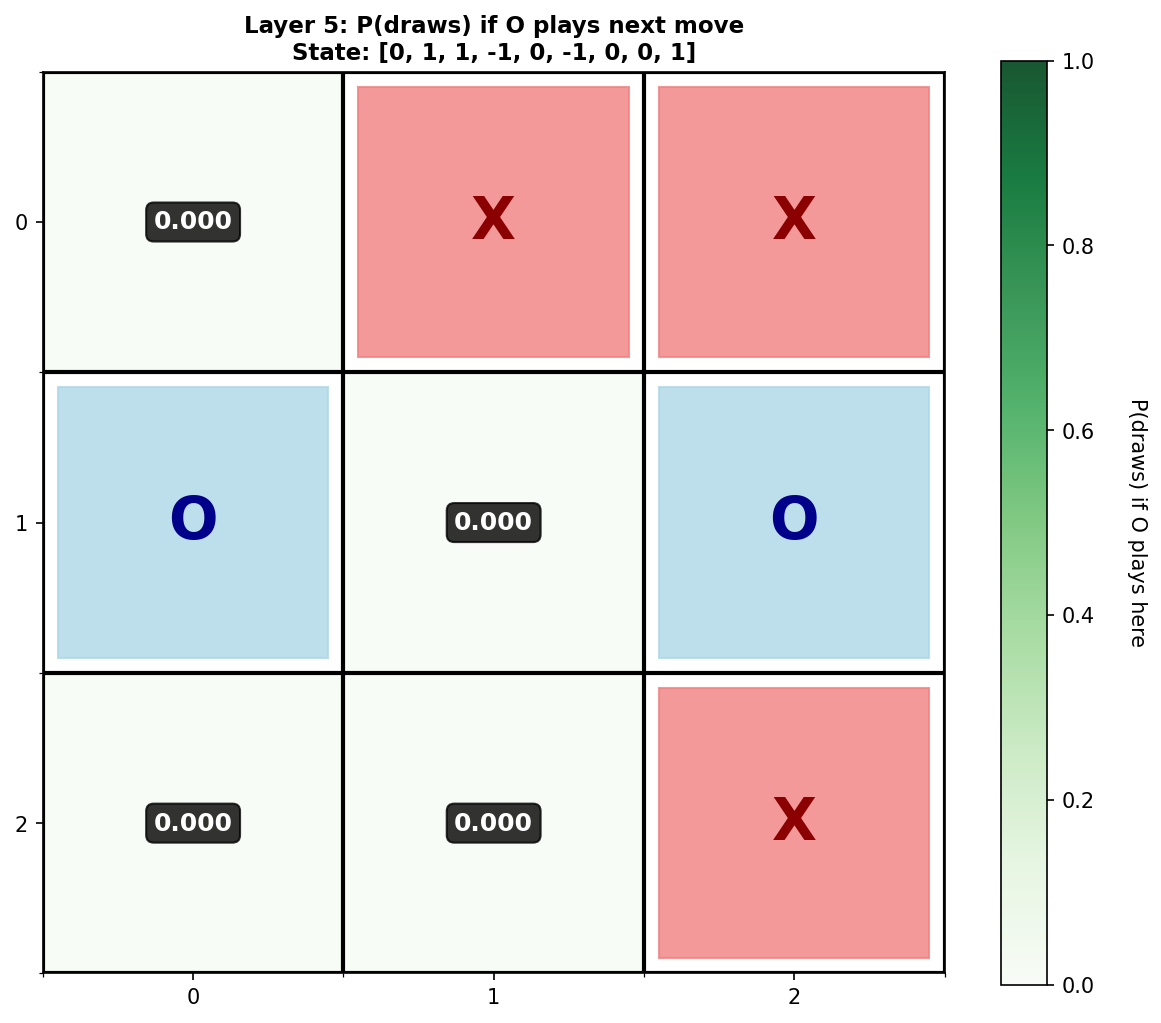 Layer 5: P(draws) if O plays next move
State: [0, 1, 1, -1, 0, -1, 0, 0, 1]
0
0.000
X
X
1
O
0.000
O
2
0.000
0.000
X
0
1
2
1.0
0.8
0.6
0.4
0.2
0.0
P(draws) if O plays here